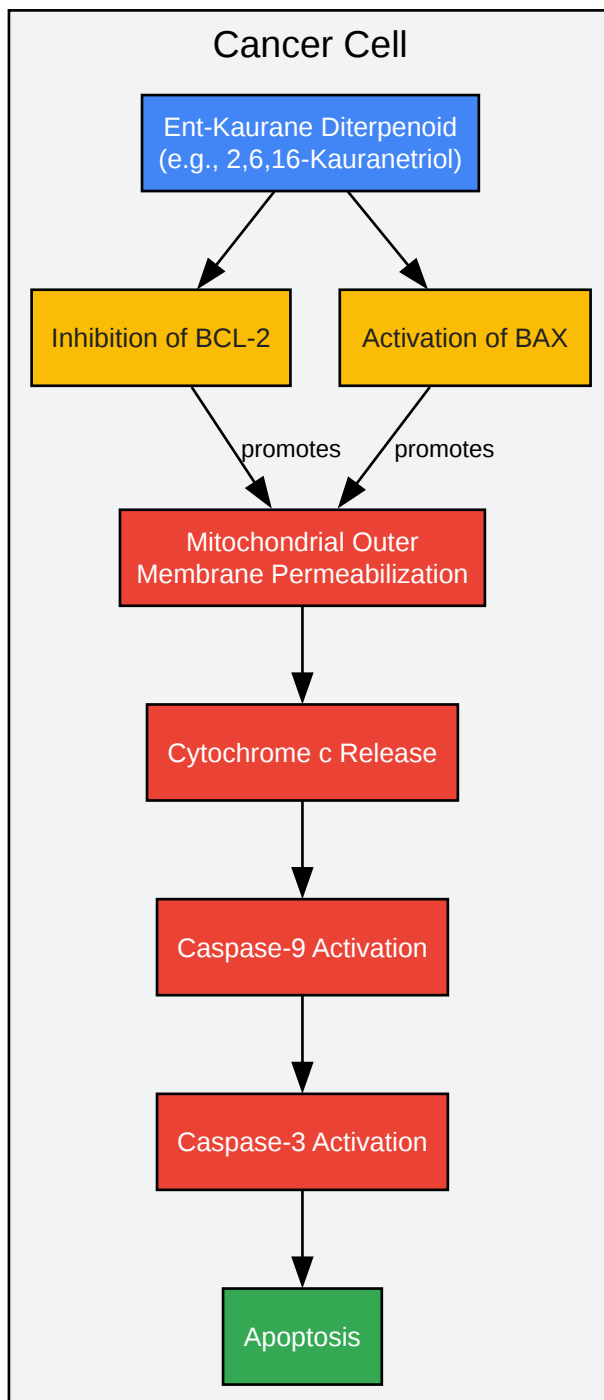 Cancer Cell
Ent-Kaurane Diterpenoid
(e.g., 2,6,16-Kauranetriol)
Inhibition of BCL-2
Activation of BAX
promotes
promotes
Mitochondrial Outer
Membrane Permeabilization
Cytochrome c Release
Caspase-9 Activation
Caspase-3 Activation
Apoptosis